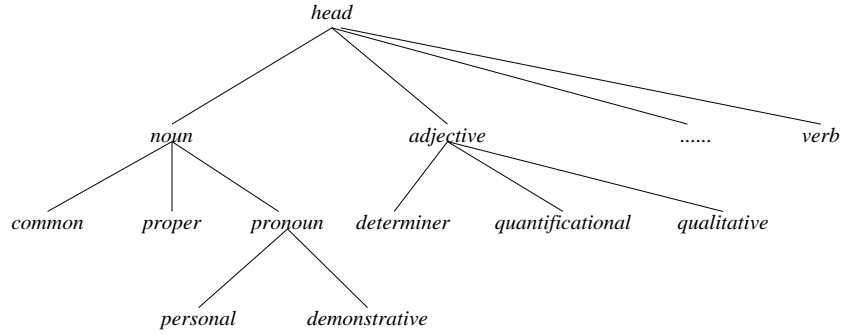 head
noun adjective ...... verb
common proper pronoun determiner quantificational qualitative
personal demonstrative